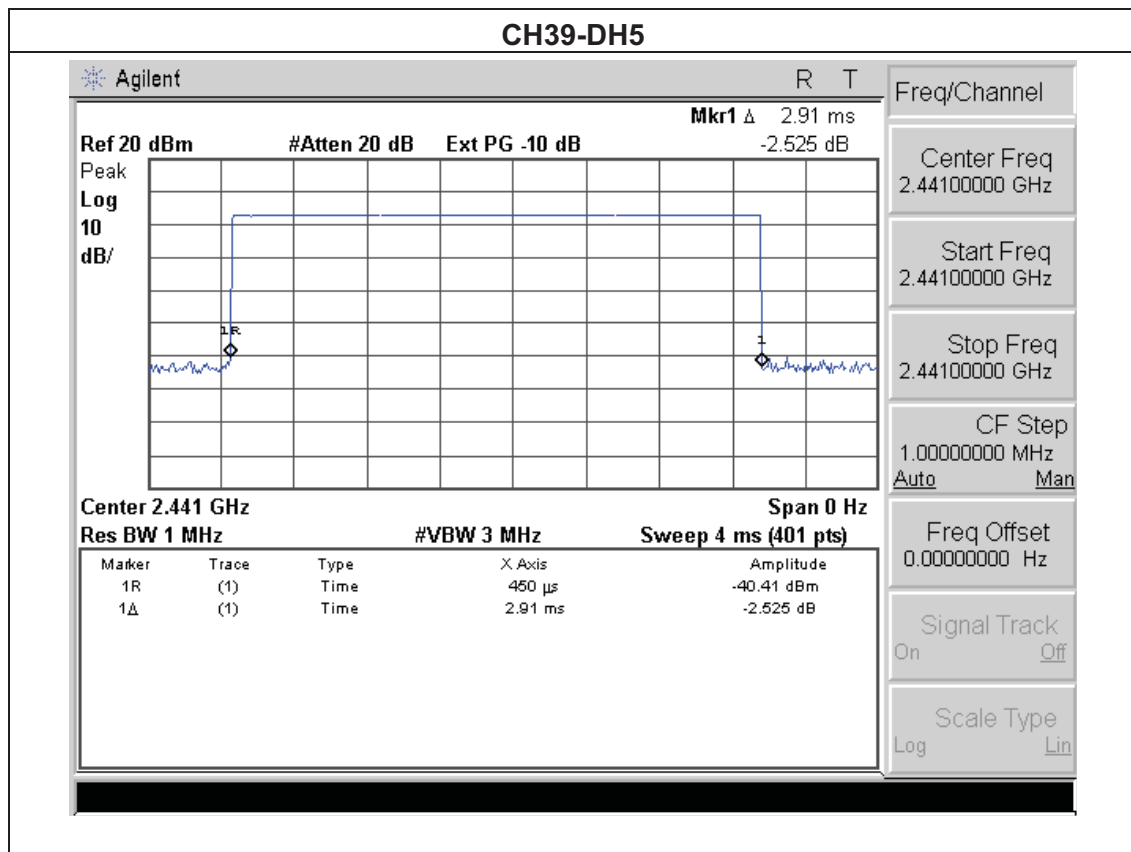 CH39-DH5
Agilent R T
Mkr1 Δ 2.91 ms
Ref 20 dBm #Atten 20 dB Ext PG -10 dB -2.525 dB
Peak
Log
10
dB/
1R
1
Center 2.441 GHz Span 0 Hz
Res BW 1 MHz #VBW 3 MHz Sweep 4 ms (401 pts)
Marker Trace Type X Axis Amplitude
1R (1) Time 450 µs -40.41 dBm
1Δ (1) Time 2.91 ms -2.525 dB
Freq/Channel
Center Freq
2.44100000 GHz
Start Freq
2.44100000 GHz
Stop Freq
2.44100000 GHz
CF Step
1.00000000 MHz
Auto Man
Freq Offset
0.00000000 Hz
Signal Track
On Off
Scale Type
Log Lin